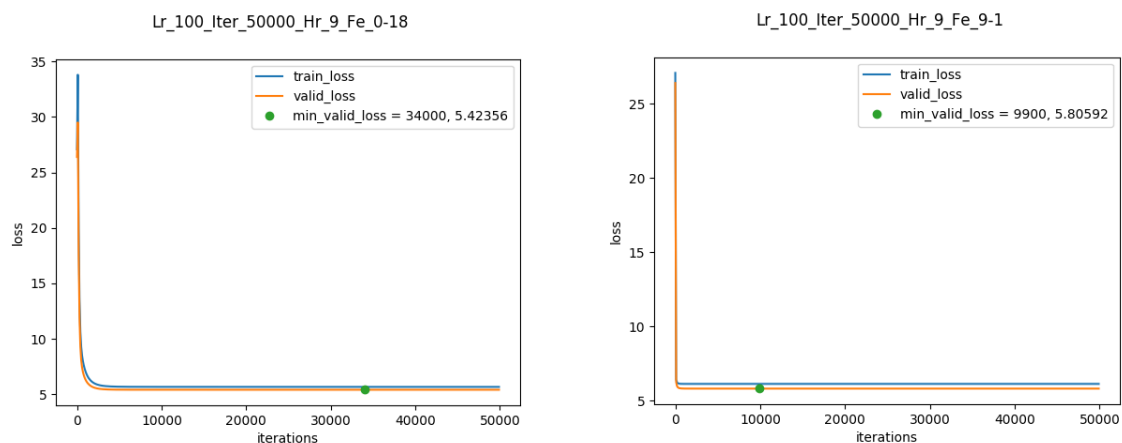 Lr_100_Iter_50000_Hr_9_Fe_0-18
35
30
25
20
15
10
5
loss
train_loss
valid_loss
min_valid_loss = 34000, 5.42356
0 10000 20000 30000 40000 50000
iterations
Lr_100_Iter_50000_Hr_9_Fe_9-1
25
20
15
10
5
loss
train_loss
valid_loss
min_valid_loss = 9900, 5.80592
0 10000 20000 30000 40000 50000
iterations